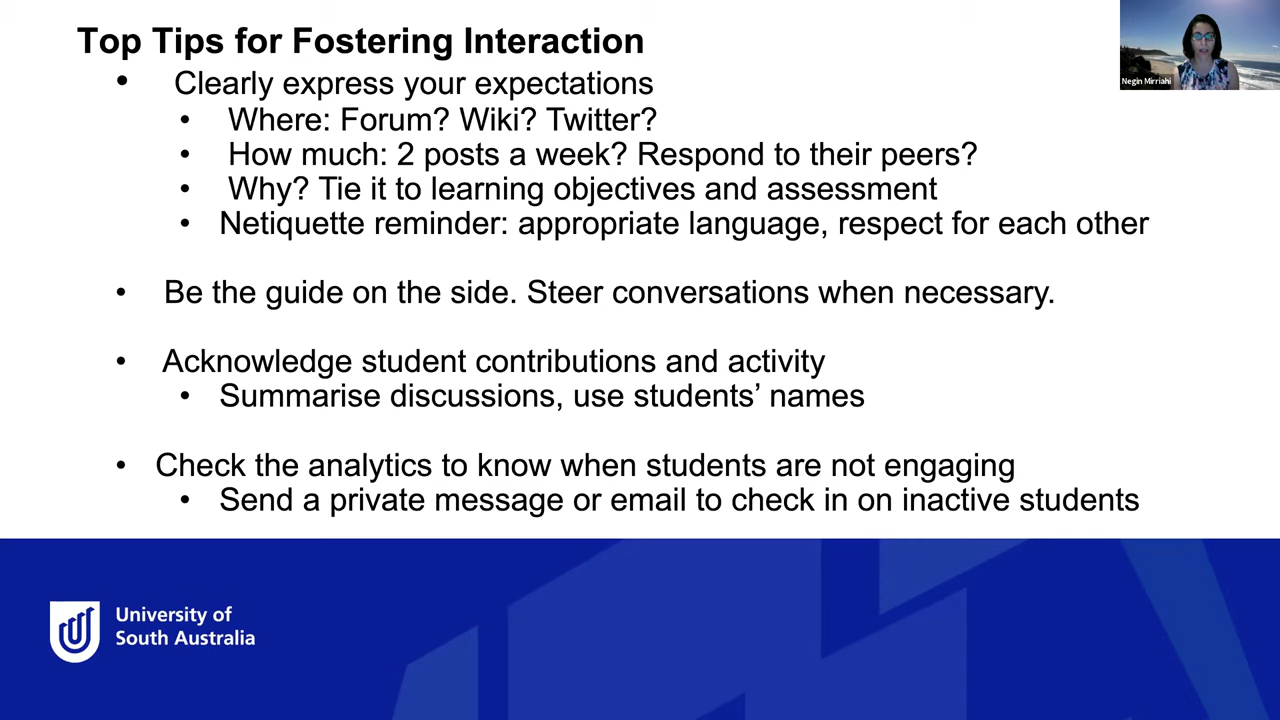 Top Tips for Fostering Interaction
• Clearly express your expectations
• Where: Forum? Wiki? Twitter?
• How much: 2 posts a week? Respond to their peers?
• Why? Tie it to learning objectives and assessment
• Netiquette reminder: appropriate language, respect for each other
• Be the guide on the side. Steer conversations when necessary.
• Acknowledge student contributions and activity
• Summarise discussions, use students’ names
• Check the analytics to know when students are not engaging
• Send a private message or email to check in on inactive students
Negin Mirriahi
University of
South Australia